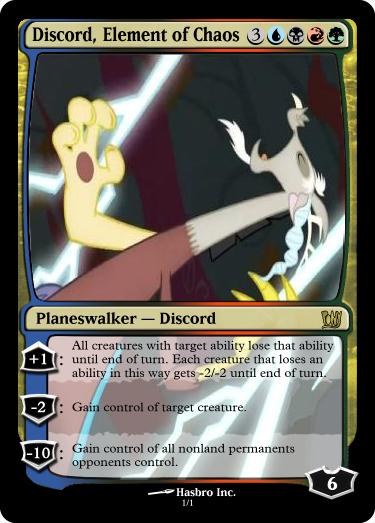 Discord, Element of Chaos 3
Planeswalker — Discord
+1: All creatures with target ability lose that ability
until end of turn. Each creature that loses an
ability in this way gets -2/-2 until end of turn.
-2: Gain control of target creature.
-10: Gain control of all nonland permanents
opponents control.
6
Hasbro Inc.
1/1